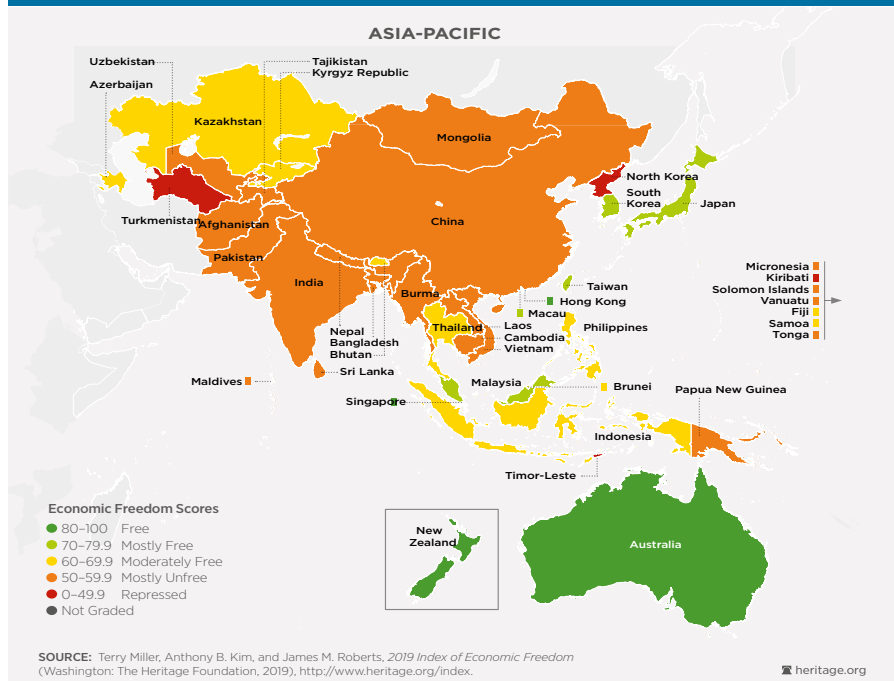 ASIA-PACIFIC
Uzbekistan
Tajikistan
Kyrgyz Republic
Azerbaijan
Kazakhstan
Mongolia
North Korea
South
Korea
Japan
Turkmenistan
Afghanistan
China
Pakistan
India
Burma
Taiwan
Hong Kong
Macau
Micronesia
Kiribati
Solomon Islands
Vanuatu
Fiji
Samoa
Tonga
Thailand
Laos
Cambodia
Vietnam
Philippines
Nepal
Bangladesh
Bhutan
Sri Lanka
Maldives
Malaysia
Brunei
Papua New Guinea
Singapore
Indonesia
Timor-Leste
Economic Freedom Scores
80–100 Free
70–79.9 Mostly Free
60–69.9 Moderately Free
50–59.9 Mostly Unfree
0–49.9 Repressed
Not Graded
New
Zealand
Australia
SOURCE: Terry Miller, Anthony B. Kim, and James M. Roberts, 2019 Index of Economic Freedom
(Washington: The Heritage Foundation, 2019), http://www.heritage.org/index.
heritage.org